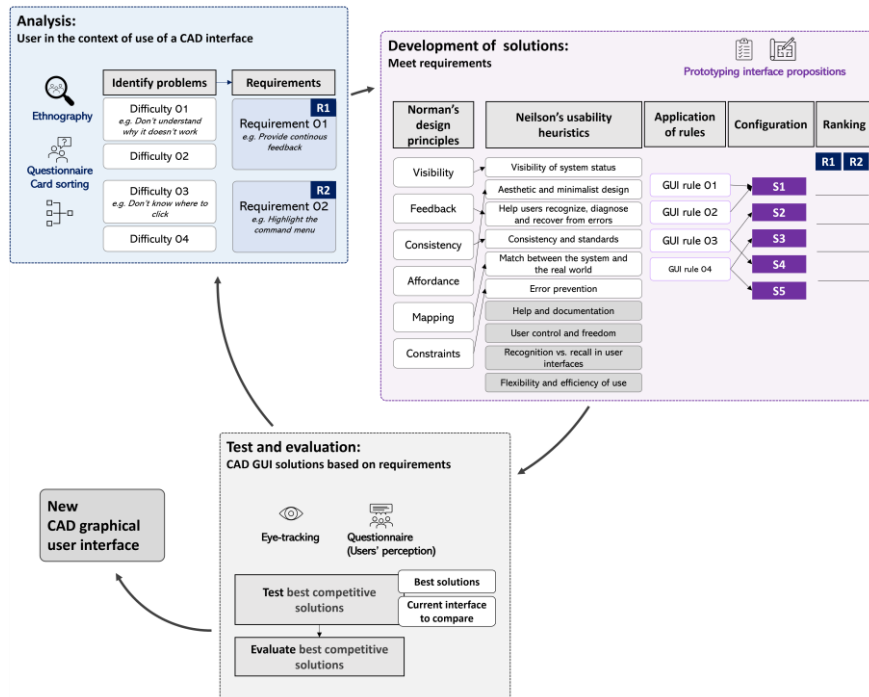 Analysis:
User in the context of use of a CAD interface
Ethnography
Questionnaire
Card sorting
Identify problems
Difficulty 01
e.g. Don't understand
why it doesn't work
Difficulty 02
Difficulty 03
e.g. Don't know where to
click
Difficulty 04
Requirements
R1
Requirement 01
e.g. Provide continous
feedback
R2
Requirement 02
e.g. Highlight the
command menu
Development of solutions:
Meet requirements
Prototyping interface propositions
Norman's
design
principles
Visibility
Feedback
Consistency
Affordance
Mapping
Constraints
Neilson's usability
heuristics
Visibility of system status
Aesthetic and minimalist design
Help users recognize, diagnose
and recover from errors
Consistency and standards
Match between the system and
the real world
Error prevention
Help and documentation
User control and freedom
Recognition vs. recall in user
interfaces
Flexibility and efficiency of use
Application
of rules
GUI rule 01
GUI rule 02
GUI rule 03
GUI rule 04
Configuration
S1
S2
S3
S4
S5
Ranking
R1 R2
Test and evaluation:
CAD GUI solutions based on requirements
Eye-tracking
Questionnaire
(Users' perception)
Test best competitive
solutions
Best solutions
Current interface
to compare
Evaluate best competitive
solutions
New
CAD graphical
user interface